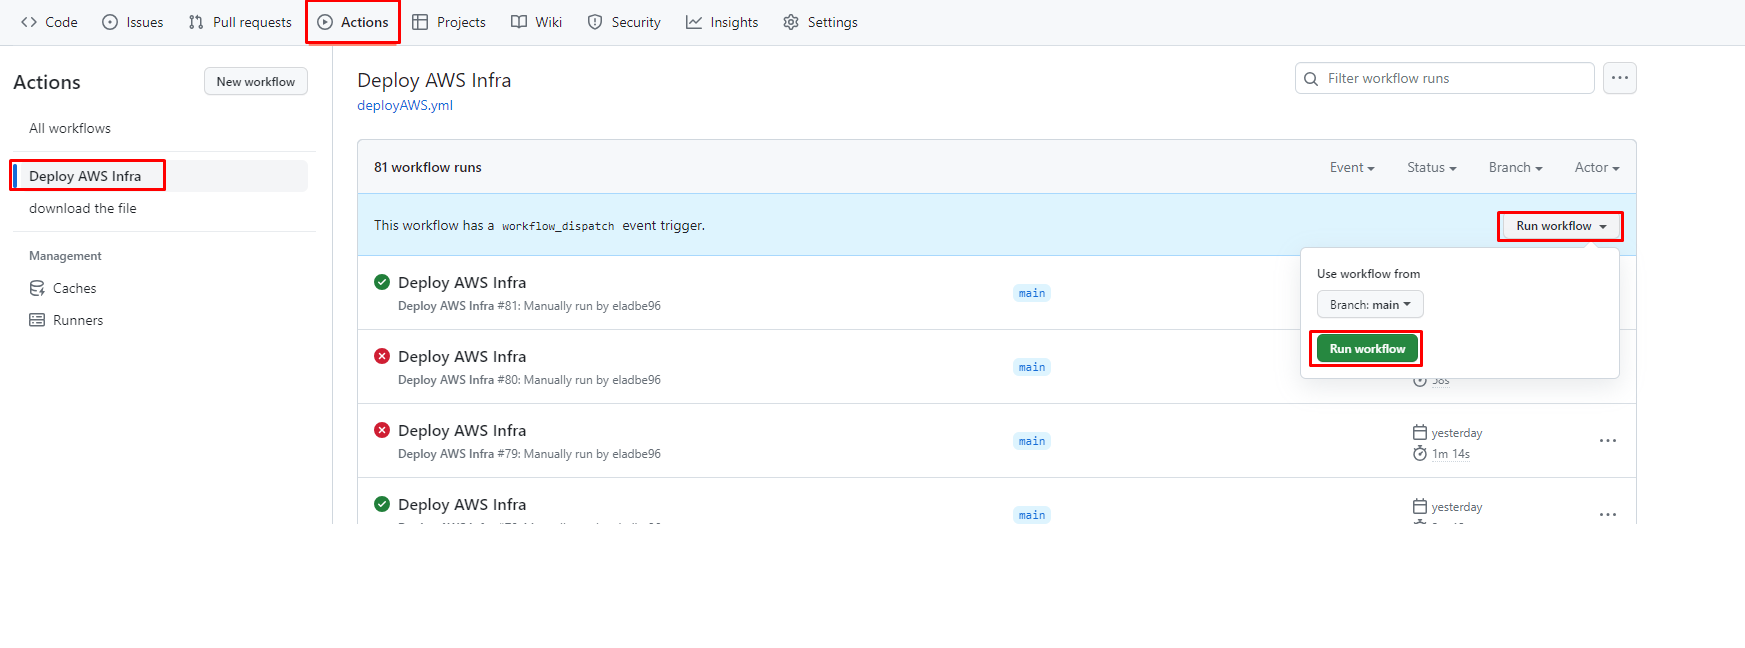 Code Issues Pull requests Actions Projects Wiki Security Insights Settings
Actions
New workflow
All workflows
Deploy AWS Infra
download the file
Management
Caches
Runners
Deploy AWS Infra
deployAWS.yml
Filter workflow runs
81 workflow runs
Event Status Branch Actor
This workflow has a workflow_dispatch event trigger.
Run workflow
Use workflow from
Branch: main
Run workflow
Deploy AWS Infra
Deploy AWS Infra #81: Manually run by eladbe96
main
Deploy AWS Infra
Deploy AWS Infra #80: Manually run by eladbe96
main
Deploy AWS Infra
Deploy AWS Infra #79: Manually run by eladbe96
main
yesterday
1m 14s
Deploy AWS Infra
main
yesterday